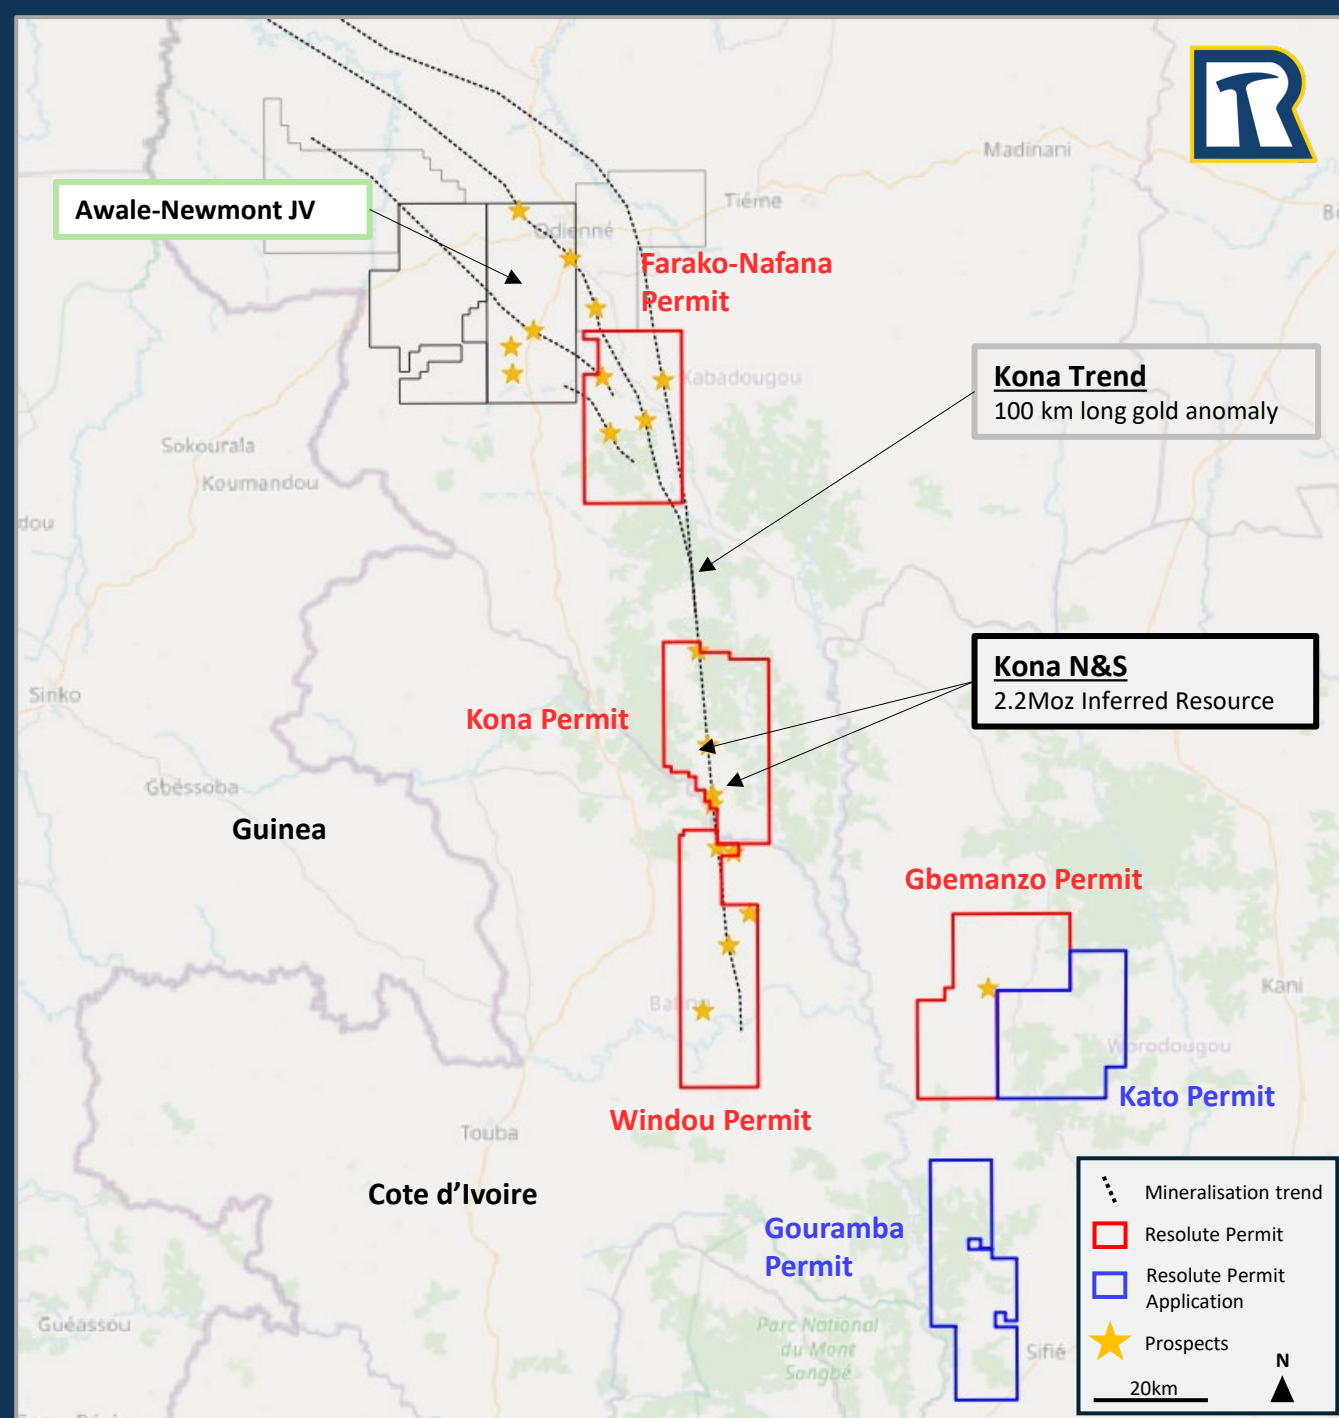 Madinani
Tiéme
Awale-Newmont JV
Odienné
Farako-Nafana
Permit
Kabadougou
Kona Trend
100 km long gold anomaly
Sokourala
Koumandou
dou
Kona N&S
2.2Moz Inferred Resource
Sinko
Kona Permit
Gbéssoba
Guinea
Gbemanzo Permit
Kani
Bafing
Worodougou
Kato Permit
Windou Permit
Touba
Cote d'Ivoire
Gouramba
Permit
Parc National
du Mont
Sangbé
Guéassou
Sifié
Mineralisation trend
Resolute Permit
Resolute Permit
Application
Prospects
N
20km